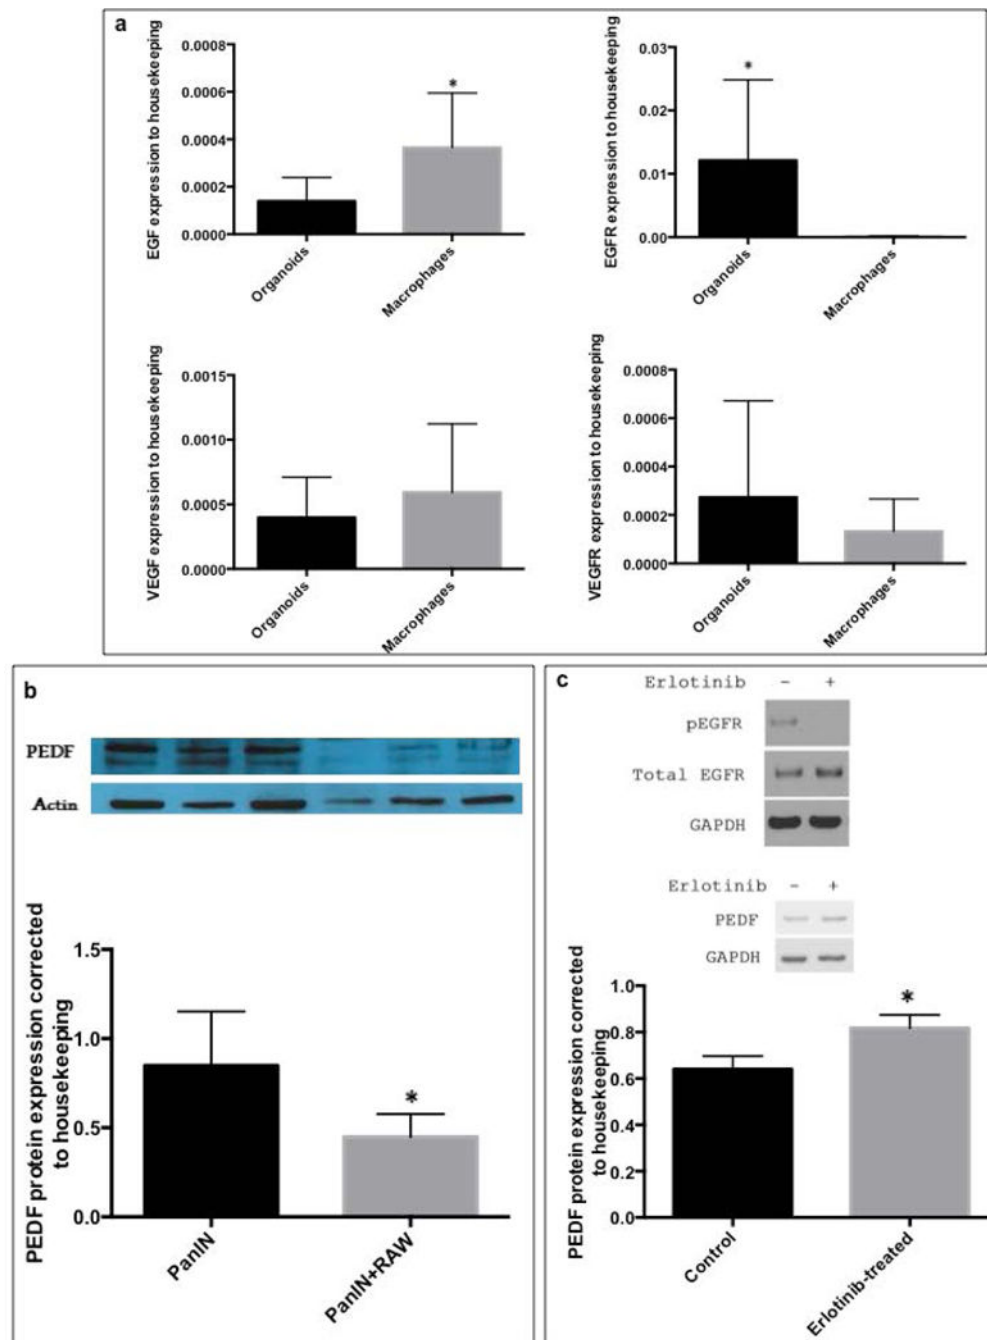 a
EGF expression to housekeeping
0.0008
0.0006
0.0004
0.0002
0.0000
*
Organoids
Macrophages
EGFR expression to housekeeping
0.03
0.02
0.01
0.00
*
Organoids
Macrophages
VEGF expression to housekeeping
0.0015
0.0010
0.0005
0.0000
Organoids
Macrophages
VEGFR expression to housekeeping
0.0008
0.0006
0.0004
0.0002
0.0000
Organoids
Macrophages
b
PEDF
Actin
PEDF protein expression corrected
to housekeeping
1.5
1.0
0.5
0.0
*
PanIN
PanIN+RAW
c
Erlotinib - +
pEGFR
Total EGFR
GAPDH
Erlotinib - +
PEDF
GAPDH
PEDF protein expression corrected
to housekeeping
1.0
0.8
0.6
0.4
0.2
0.0
*
Control
Erlotinib-treated